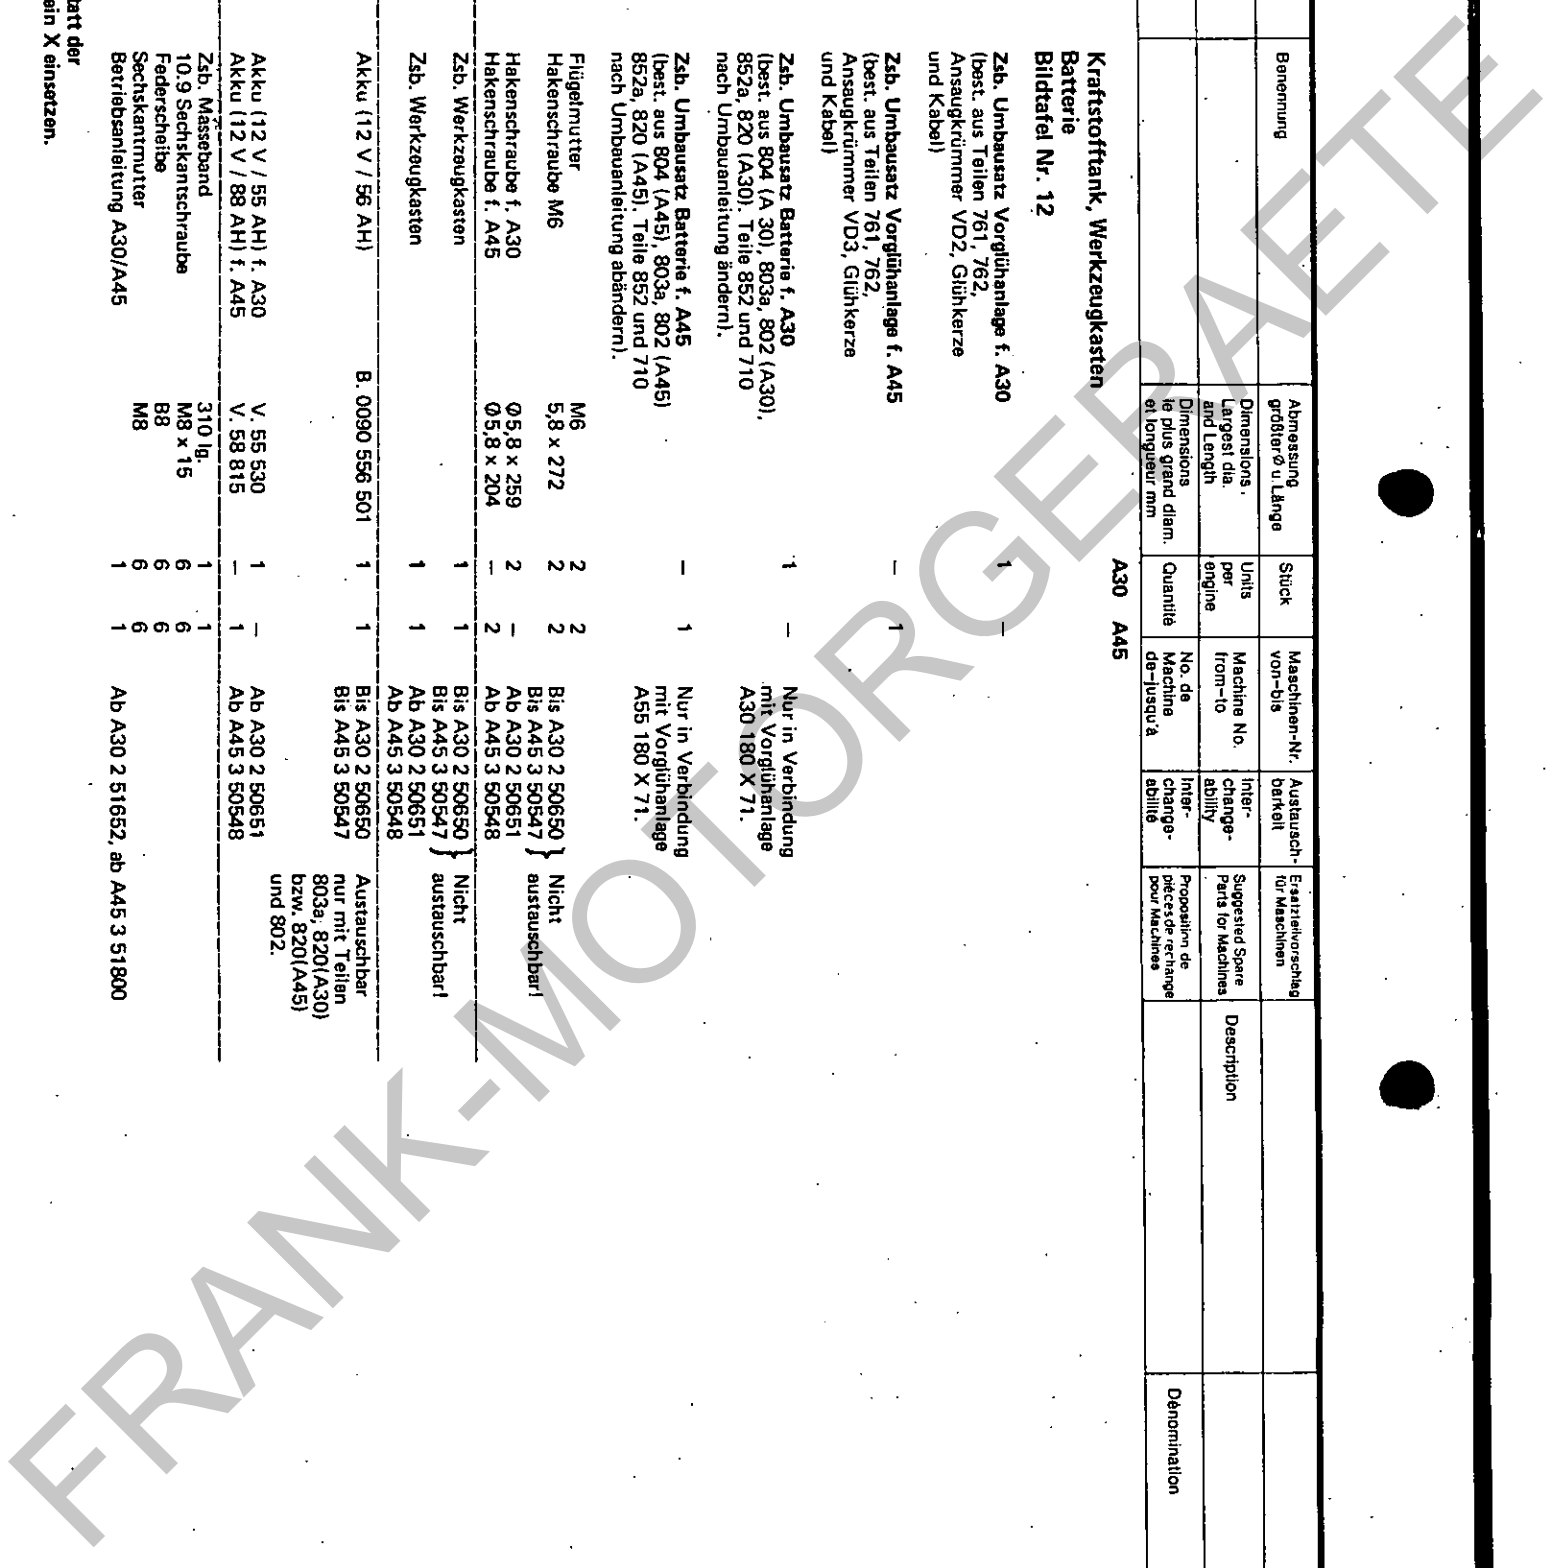 Benennung
Abmessung
größter Ø u. Länge
Stück
Maschinen-Nr.
von–bis
Austausch-
barkeit
Ersatzteilvorschlag
für Maschinen
Dimensions
Largest dia.
and Length
Units
per
engine
Machine No.
from–to
Inter-
change-
ability
Suggested Spare
Parts for Machines
Description
Dimensions
le plus grand diam.
et longueur mm
Quantité
No. de
Machine
de–jusqu'à
Inter-
change-
abilité
Proposition de
pièces de rechange
pour Machines
Dénomination
A30 A45
Kraftstofftank, Werkzeugkasten
Batterie
Bildtafel Nr. 12
Zsb. Umbausatz Vorglühanlage f. A30 1 –
(best. aus Teilen 761, 762,
Ansaugkrümmer VD2, Glühkerze
und Kabel)
Zsb. Umbausatz Vorglühanlage f. A45 – 1
(best. aus Teilen 761, 762,
Ansaugkrümmer VD3, Glühkerze
und Kabel)
Zsb. Umbausatz Batterie f. A30 1 – Nur in Verbindung
(best. aus 804 (A 30), 803a, 802 (A30), mit Vorglühanlage
852a, 820 (A30). Teile 852 und 710 A30 180 X 71.
nach Umbauanleitung ändern).
Zsb. Umbausatz Batterie f. A45 – 1 Nur in Verbindung
(best. aus 804 (A45), 803a, 802 (A45) mit Vorglühanlage
852a, 820 (A45). Teile 852 und 710 A55 180 X 71.
nach Umbauanleitung abändern).
Flügelmutter M6 2 2
Hakenschraube M6 5,8 x 272 2 2 Bis A30 2 50650 } Nicht
Bis A45 3 50547 } austauschbar!
Hakenschraube f. A30 Ø5,8 x 259 2 – Ab A30 2 50651
Hakenschraube f. A45 Ø5,8 x 204 – 2 Ab A45 3 50548
Zsb. Werkzeugkasten 1 1 Bis A30 2 50650 } Nicht
Bis A45 3 50547 } austauschbar!
Zsb. Werkzeugkasten 1 1 Ab A30 2 50651
Ab A45 3 50548
Akku (12 V / 56 AH) B. 0090 556 501 1 1 Bis A30 2 50650 Austauschbar
Bis A45 3 50547 nur mit Teilen
803a, 820(A30)
bzw. 820(A45)
und 802.
Akku (12 V / 55 AH) f. A30 V. 55 530 1 – Ab A30 2 50651
Akku (12 V / 88 AH) f. A45 V. 58 815 – 1 Ab A45 3 50548
Zsb. Masseband 310 lg. 1 1
10.9 Sechskantschraube M8 x 15 6 6
Federscheibe B8 6 6
Sechskantmutter M8 6 6
Betriebsanleitung A30/A45 1 1 Ab A30 2 51652, ab A45 3 51800
tatt der
ein X einsetzen.
FRANK-MOTORGERAETE